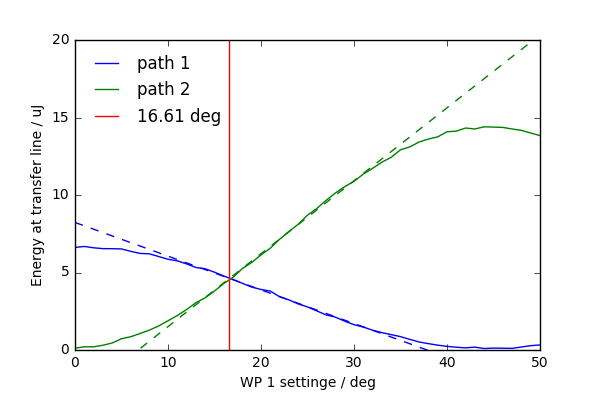 20
15
10
5
0
Energy at transfer line / uJ
path 1
path 2
16.61 deg
0 10 20 30 40 50
WP 1 settinge / deg